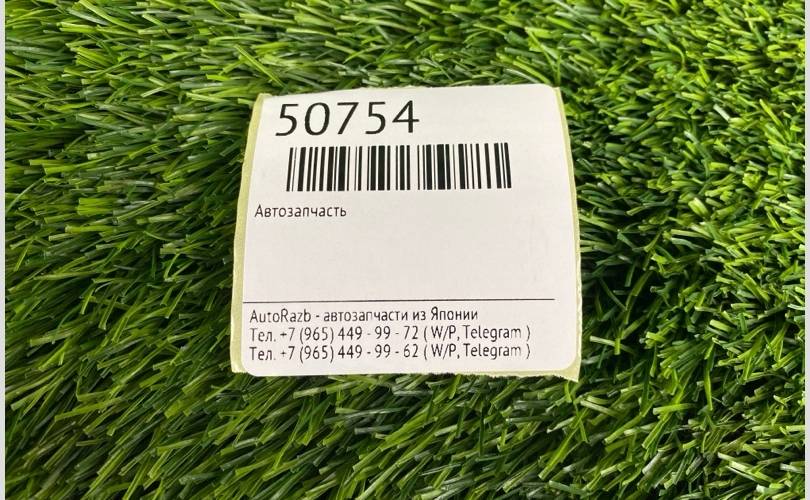 50754
Автозапчасть
AutoRazb - автозапчасти из Японии
Тел. +7 (965) 449 - 99 - 72 ( W/P, Telegram )
Тел. +7 (965) 449 - 99 - 62 ( W/P, Telegram )